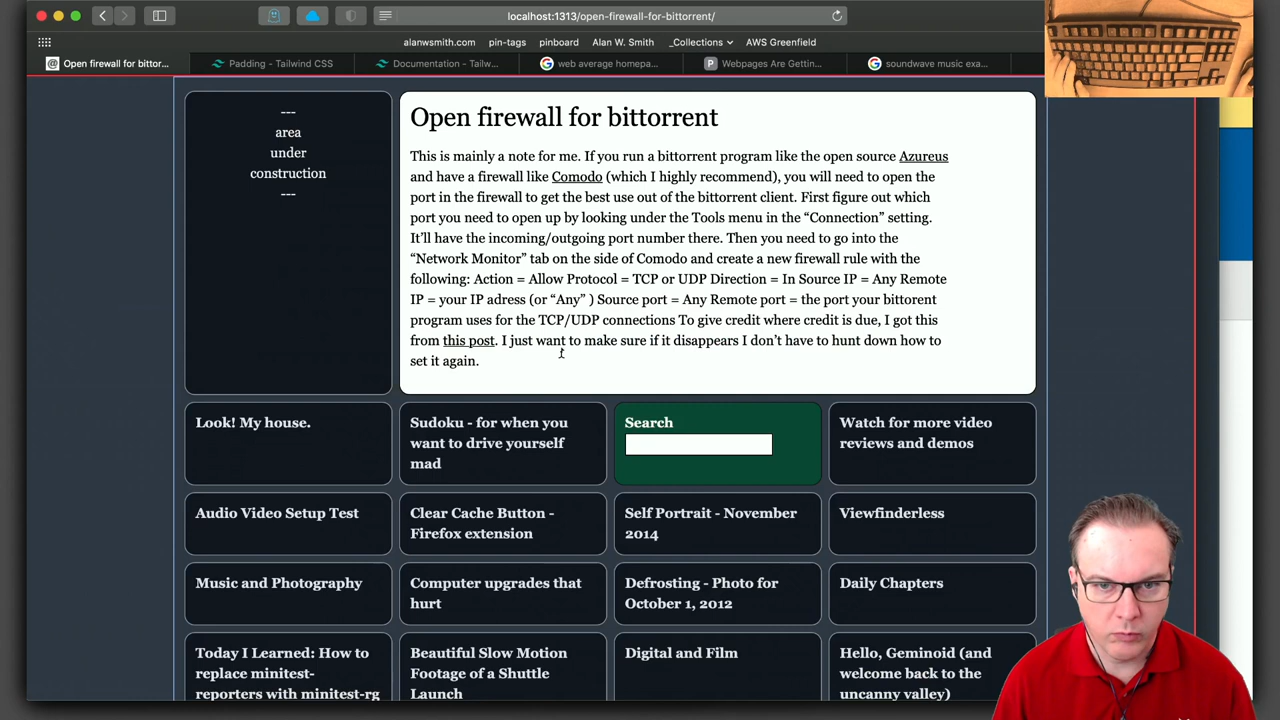 localhost:1313/open-firewall-for-bittorrent/
alanwsmith.com pin-tags pinboard Alan W. Smith _Collections AWS Greenfield
Open firewall for bittor... Padding - Tailwind CSS Documentation - Tailw... web average homepa... Webpages Are Gettin... soundwave music exa...
---
area
under
construction
---
Open firewall for bittorrent
This is mainly a note for me. If you run a bittorrent program like the open source Azureus
and have a firewall like Comodo (which I highly recommend), you will need to open the
port in the firewall to get the best use out of the bittorrent client. First figure out which
port you need to open up by looking under the Tools menu in the “Connection” setting.
It’ll have the incoming/outgoing port number there. Then you need to go into the
“Network Monitor” tab on the side of Comodo and create a new firewall rule with the
following: Action = Allow Protocol = TCP or UDP Direction = In Source IP = Any Remote
IP = your IP adress (or “Any” ) Source port = Any Remote port = the port your bittorent
program uses for the TCP/UDP connections To give credit where credit is due, I got this
from this post. I just want to make sure if it disappears I don’t have to hunt down how to
set it again.
Look! My house.
Sudoku - for when you
want to drive yourself
mad
Search
Watch for more video
reviews and demos
Audio Video Setup Test
Clear Cache Button -
Firefox extension
Self Portrait - November
2014
Viewfinderless
Music and Photography
Computer upgrades that
hurt
Defrosting - Photo for
October 1, 2012
Daily Chapters
Today I Learned: How to
replace minitest-
reporters with minitest-rg
Beautiful Slow Motion
Footage of a Shuttle
Launch
Digital and Film
Hello, Geminoid (and
welcome back to the
uncanny valley)